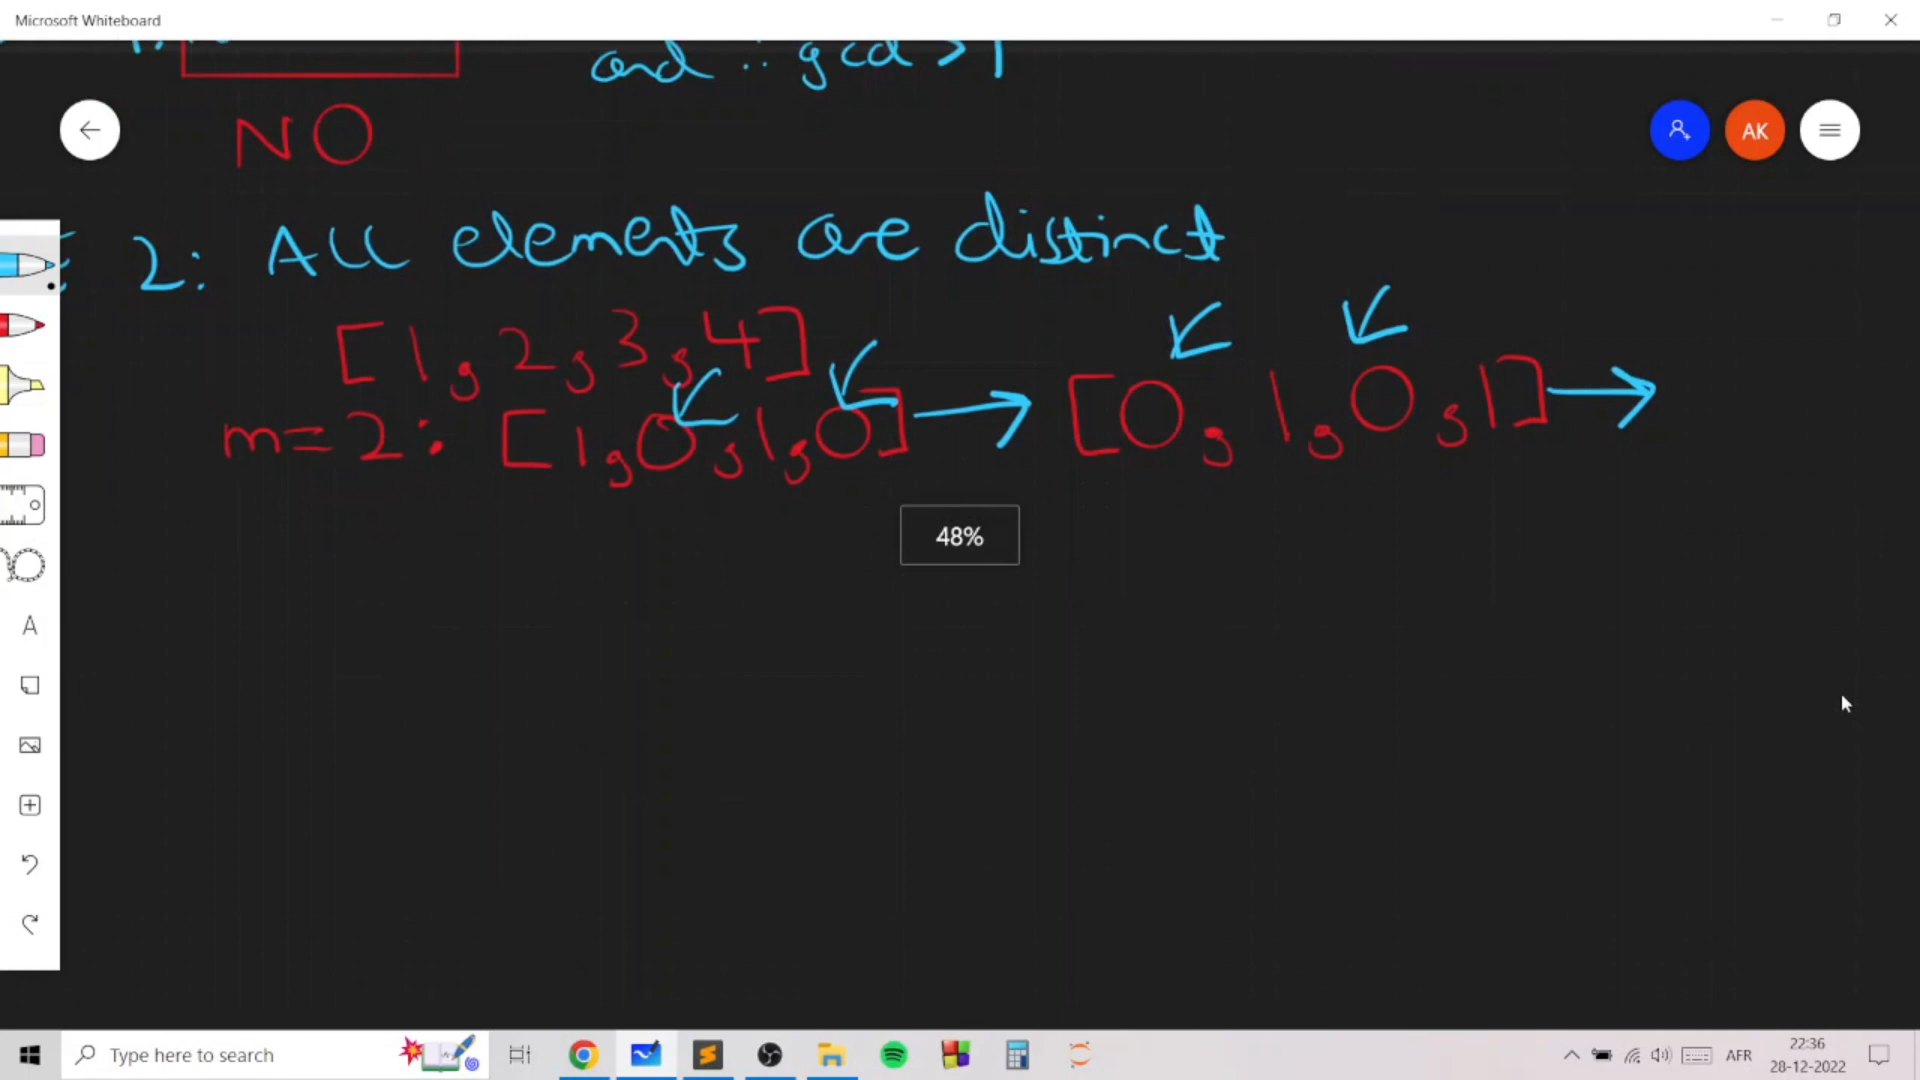 Microsoft Whiteboard
and ∴ gcd > 1
NO
AK
2: All elements are distinct
[1, 2, 3, 4]
m = 2: [1, 0, 1, 0] → [0, 1, 0, 1] →
48%
A
Type here to search
AFR
22:36
28-12-2022